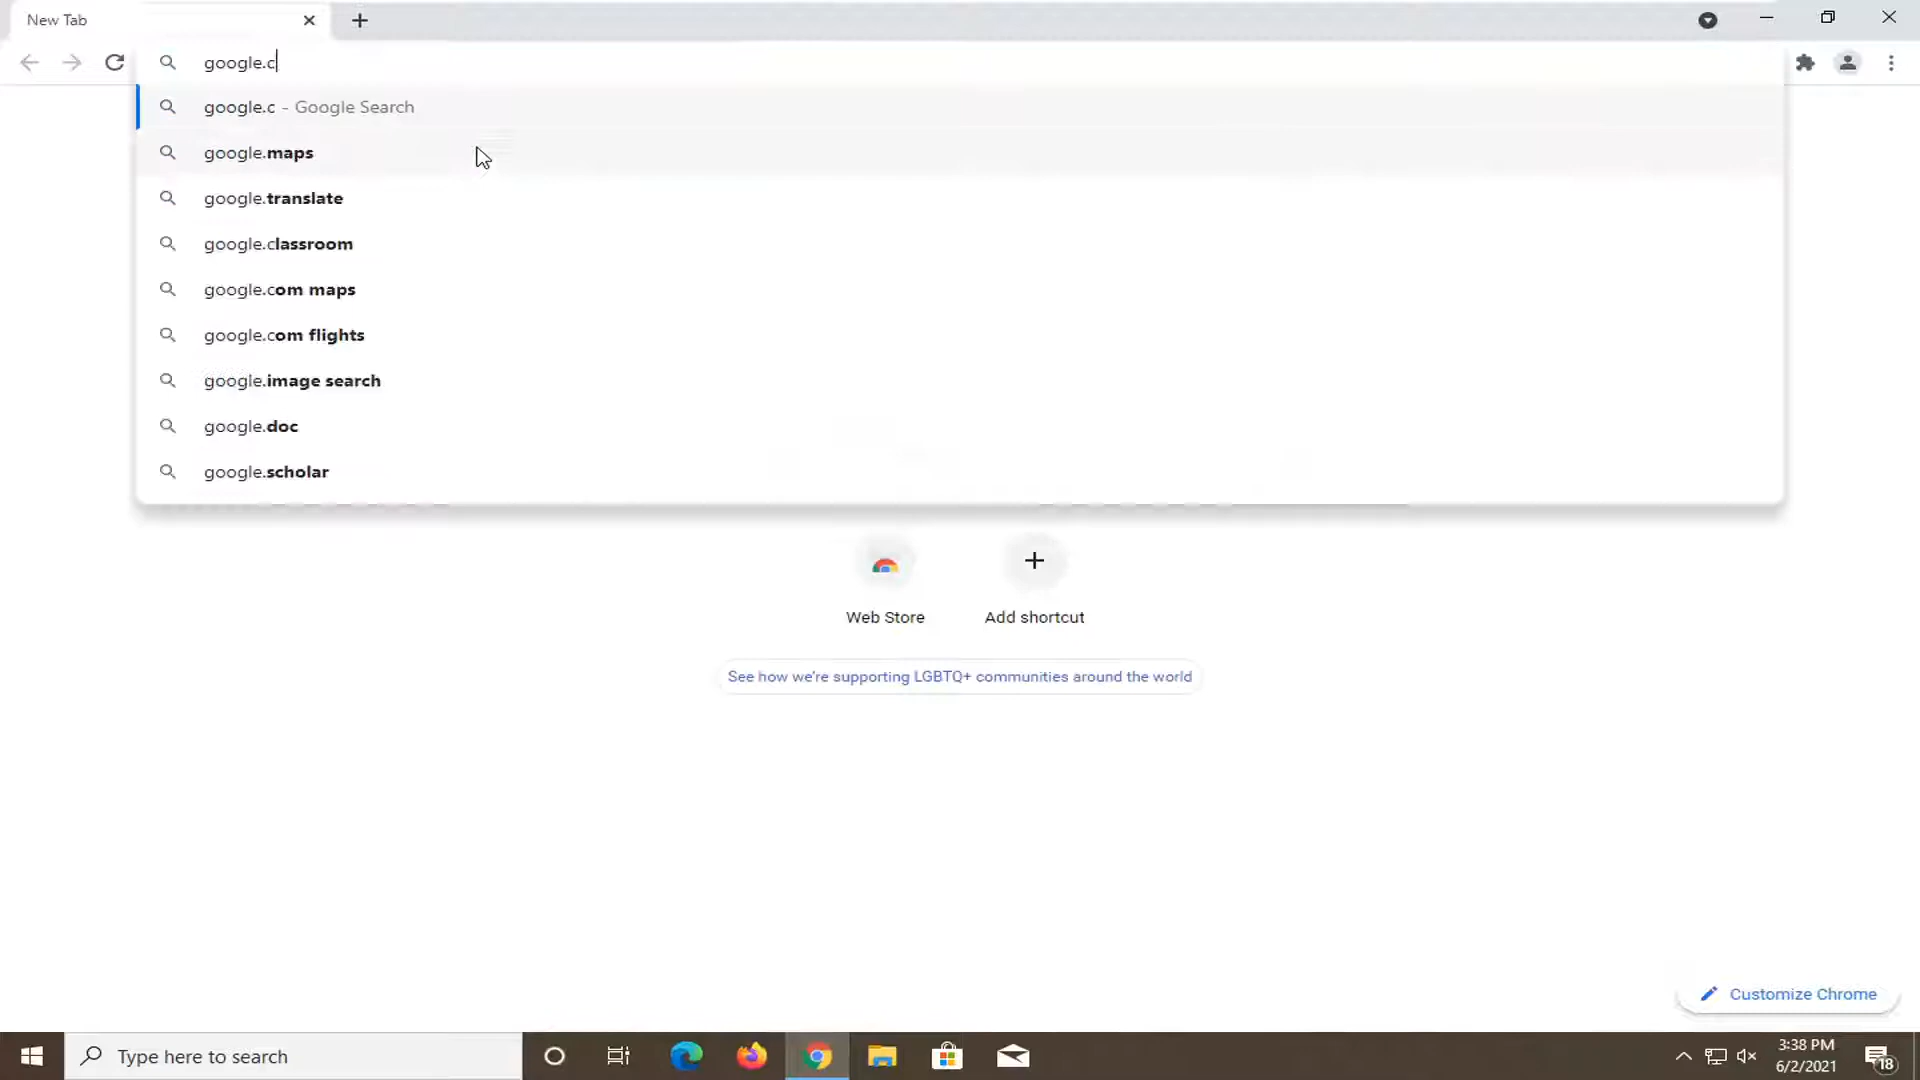 New Tab
google.c
google.c - Google Search
google.maps
google.translate
google.classroom
google.com maps
google.com flights
google.image search
google.doc
google.scholar
Web Store
Add shortcut
See how we're supporting LGBTQ+ communities around the world
Customize Chrome
Type here to search
3:38 PM
6/2/2021
18